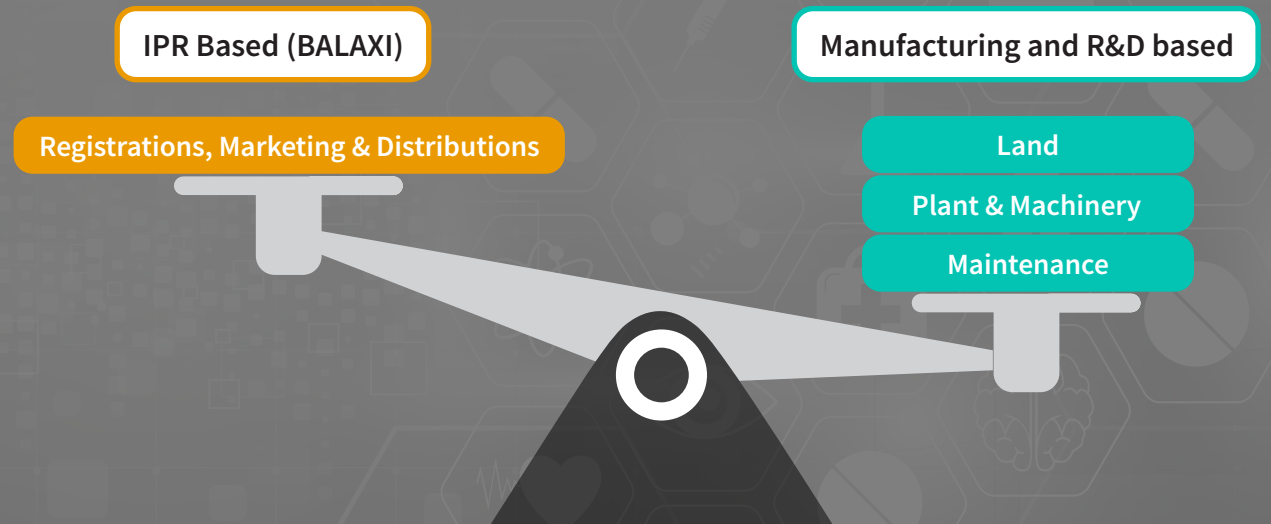 IPR Based (BALAXI)
Registrations, Marketing & Distributions
Manufacturing and R&D based
Land
Plant & Machinery
Maintenance